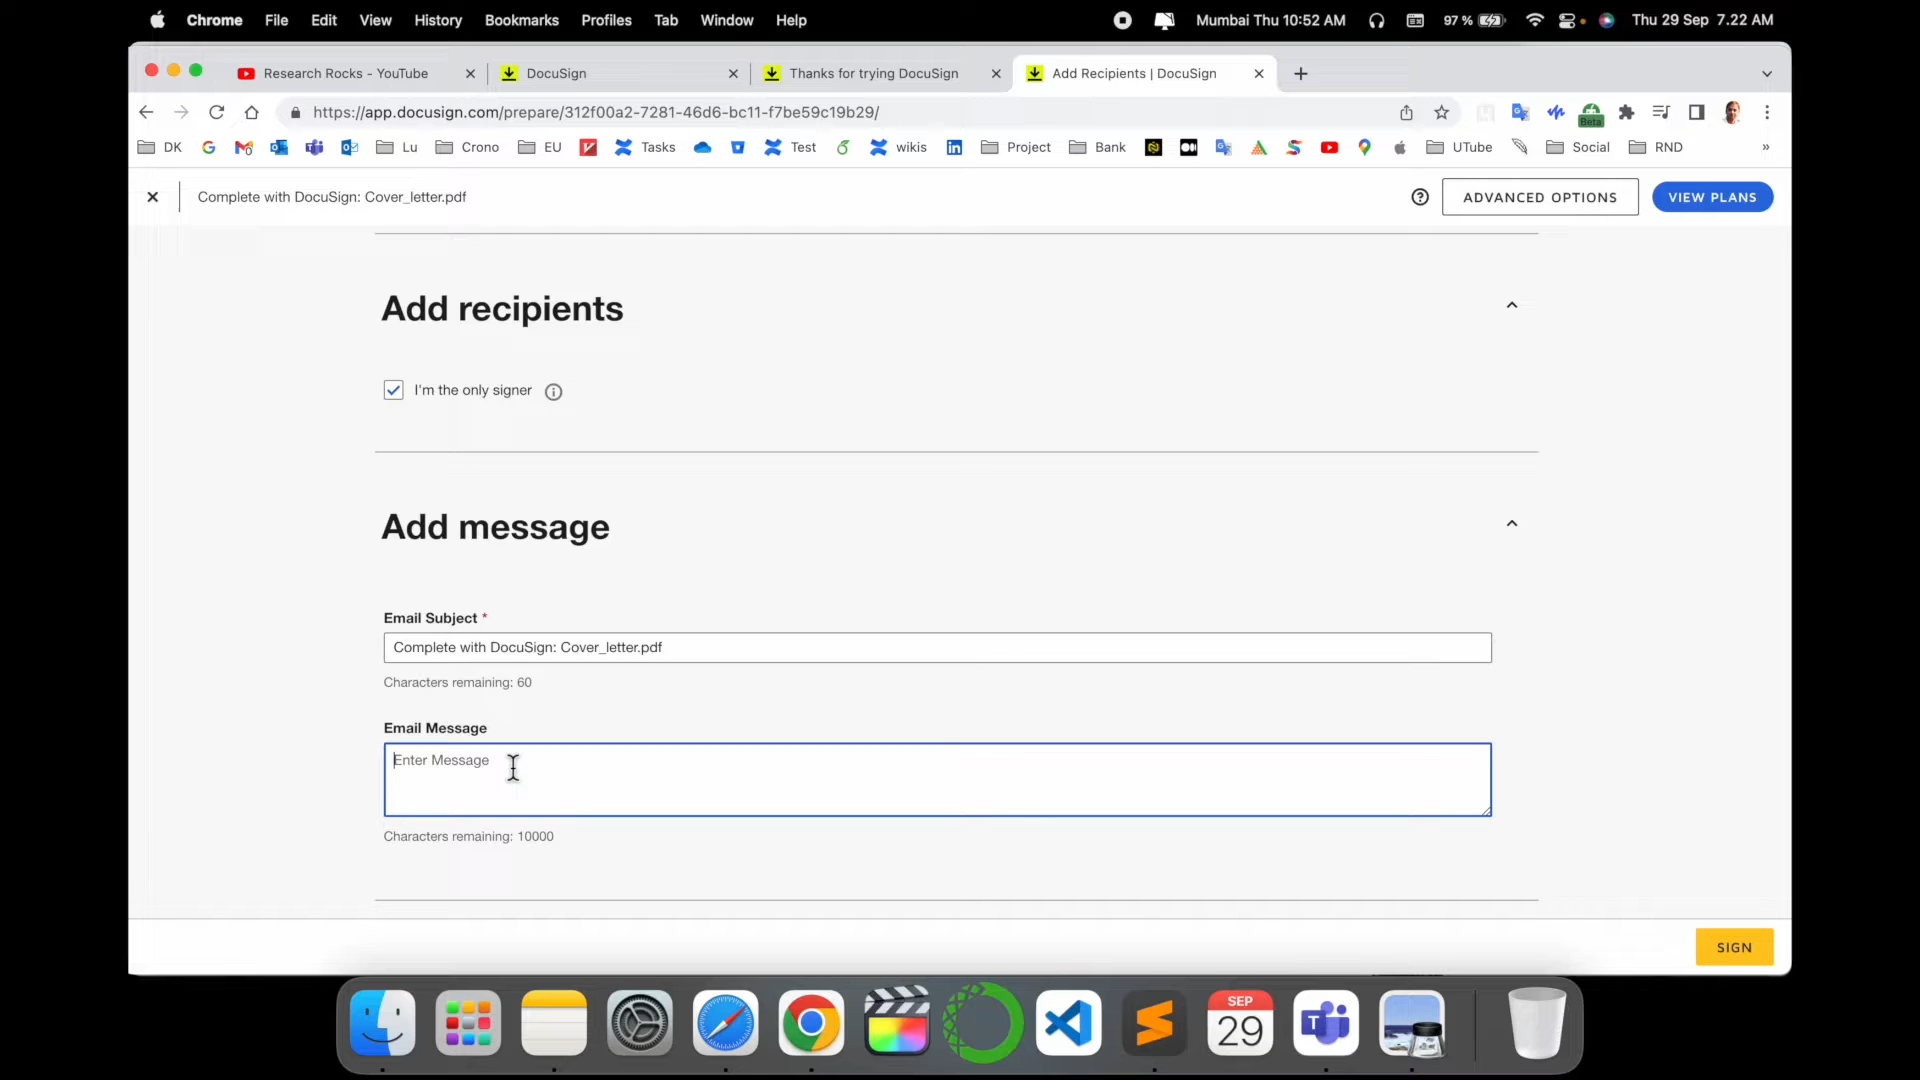 Chrome File Edit View History Bookmarks Profiles Tab Window Help Mumbai Thu 10:52 AM 97 % Thu 29 Sep 7.22 AM
Research Rocks - YouTube DocuSign Thanks for trying DocuSign Add Recipients | DocuSign
https://app.docusign.com/prepare/312f00a2-7281-46d6-bc11-f7be59c19b29/ Beta
DK Lu Crono EU Tasks Test wikis Project Bank UTube Social RND »
Complete with DocuSign: Cover_letter.pdf ADVANCED OPTIONS VIEW PLANS
Add recipients
I'm the only signer
Add message
Email Subject *
Complete with DocuSign: Cover_letter.pdf
Characters remaining: 60
Email Message
Enter Message
Characters remaining: 10000
SIGN
SEP
29